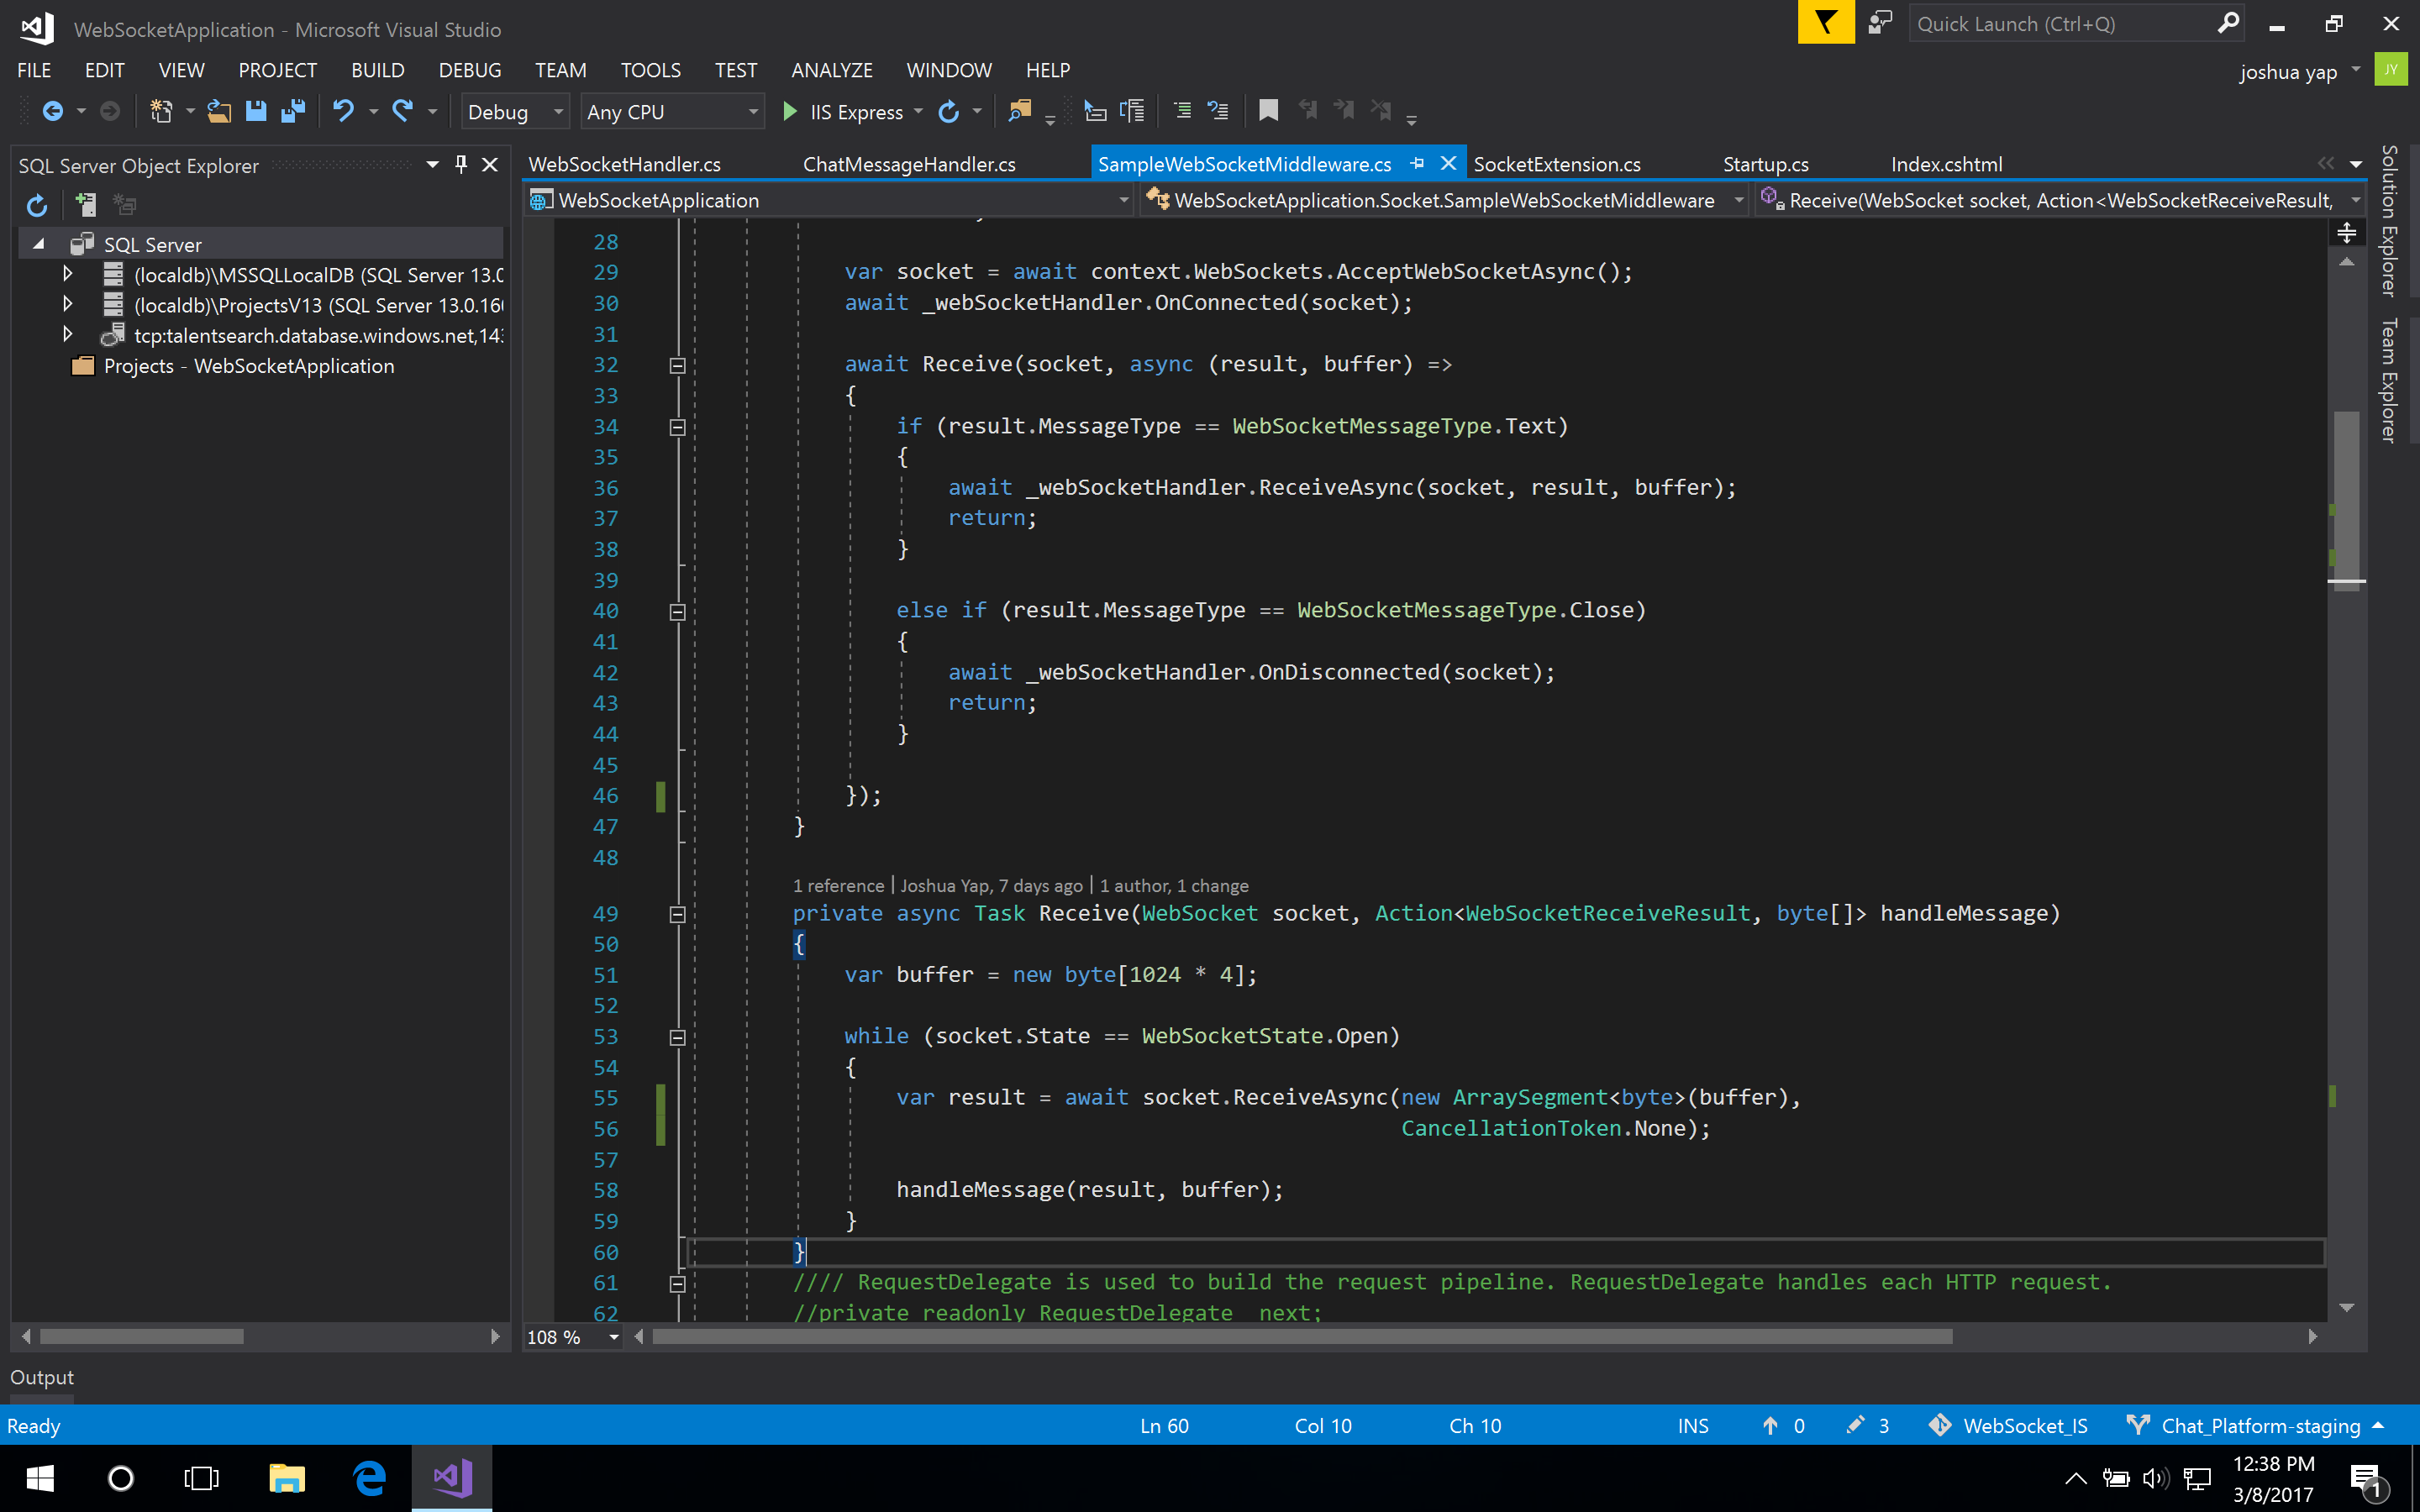 WebSocketApplication - Microsoft Visual Studio
Quick Launch (Ctrl+Q)
FILE EDIT VIEW PROJECT BUILD DEBUG TEAM TOOLS TEST ANALYZE WINDOW HELP
joshua yap
JY
Debug
Any CPU
IIS Express
SQL Server Object Explorer
SQL Server
(localdb)\MSSQLLocalDB (SQL Server 13.0
(localdb)\ProjectsV13 (SQL Server 13.0.16
tcp:talentsearch.database.windows.net,14
Projects - WebSocketApplication
WebSocketHandler.cs ChatMessageHandler.cs SampleWebSocketMiddleware.cs SocketExtension.cs Startup.cs Index.cshtml
WebSocketApplication WebSocketApplication.Socket.SampleWebSocketMiddleware Receive(WebSocket socket, Action<WebSocketReceiveResult,
28
29 var socket = await context.WebSockets.AcceptWebSocketAsync();
30 await _webSocketHandler.OnConnected(socket);
31
32 await Receive(socket, async (result, buffer) =>
33 {
34 if (result.MessageType == WebSocketMessageType.Text)
35 {
36 await _webSocketHandler.ReceiveAsync(socket, result, buffer);
37 return;
38 }
39
40 else if (result.MessageType == WebSocketMessageType.Close)
41 {
42 await _webSocketHandler.OnDisconnected(socket);
43 return;
44 }
45
46 });
47 }
48
1 reference | Joshua Yap, 7 days ago | 1 author, 1 change
49 private async Task Receive(WebSocket socket, Action<WebSocketReceiveResult, byte[]> handleMessage)
50 {
51 var buffer = new byte[1024 * 4];
52
53 while (socket.State == WebSocketState.Open)
54 {
55 var result = await socket.ReceiveAsync(new ArraySegment<byte>(buffer),
56 CancellationToken.None);
57
58 handleMessage(result, buffer);
59 }
60 }
61 //// RequestDelegate is used to build the request pipeline. RequestDelegate handles each HTTP request.
62 //private readonly RequestDelegate _next;
108 %
Solution Explorer
Team Explorer
Output
Ready
Ln 60 Col 10 Ch 10 INS 0 3 WebSocket_IS Chat_Platform-staging
12:38 PM
3/8/2017
1